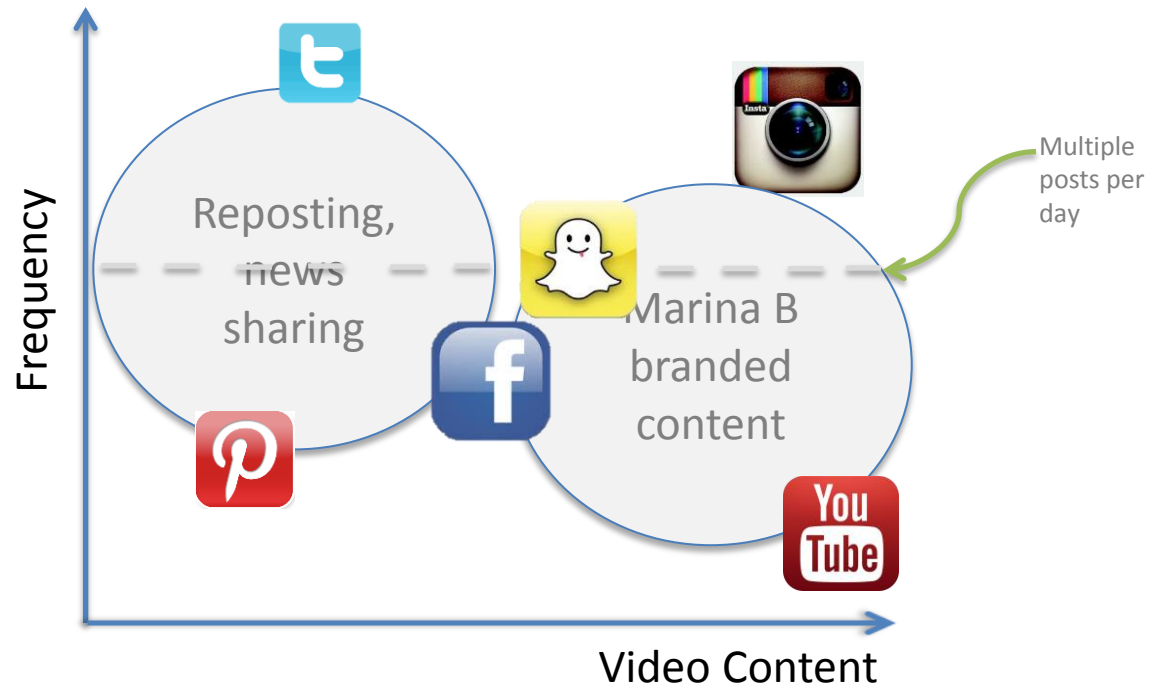 t
Insta
Multiple
posts per
day
Reposting,
news
sharing
Frequency
Marina B
branded
content
f
P
You
Tube
Video Content